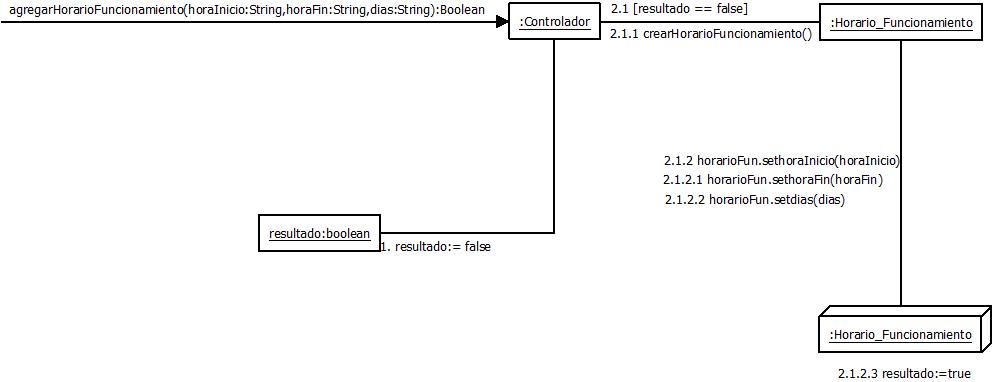 agregarHorarioFuncionamiento(horaInicio:String,horaFin:String,dias:String):Boolean
:Controlador
2.1 [resultado == false]
2.1.1 crearHorarioFuncionamiento()
:Horario_Funcionamiento
2.1.2 horarioFun.sethoraInicio(horaInicio)
2.1.2.1 horarioFun.sethoraFin(horaFin)
2.1.2.2 horarioFun.setdias(dias)
resultado:boolean
1. resultado:= false
:Horario_Funcionamiento
2.1.2.3 resultado:=true